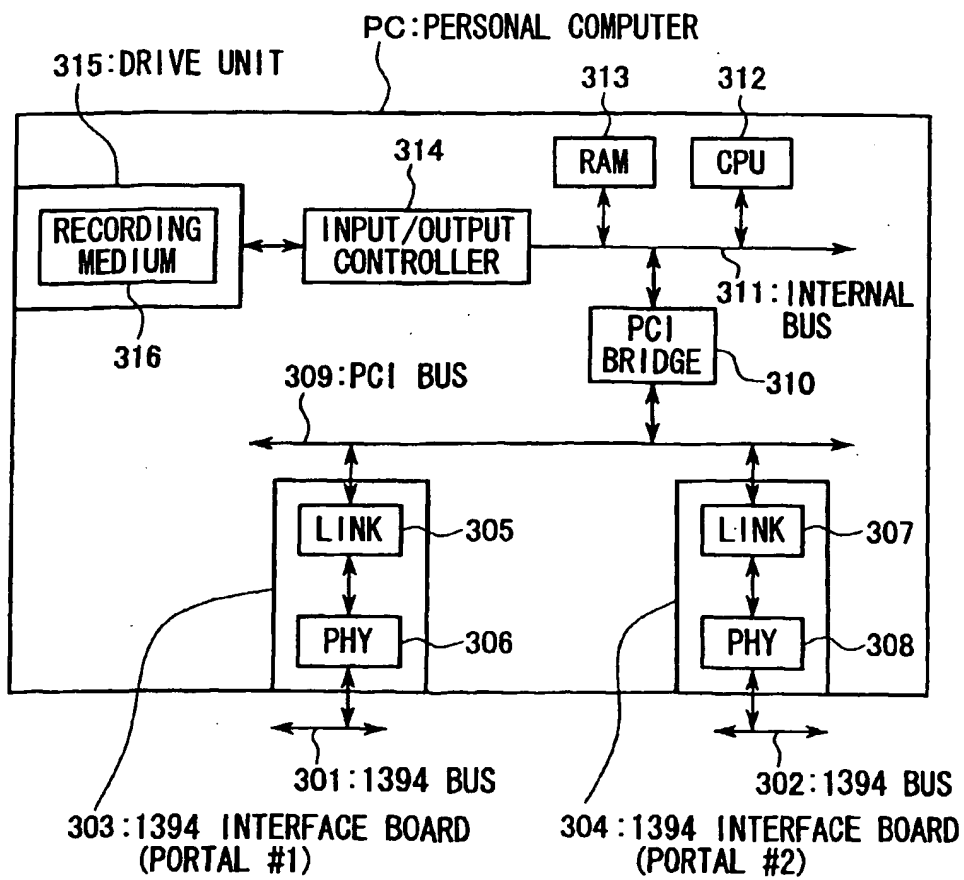 PC:PERSONAL COMPUTER
315:DRIVE UNIT
313
312
314
RAM
CPU
RECORDING
MEDIUM
INPUT/OUTPUT
CONTROLLER
311:INTERNAL
BUS
316
PCI
BRIDGE
310
309:PCI BUS
LINK
305
LINK
307
PHY
306
PHY
308
301:1394 BUS
302:1394 BUS
303:1394 INTERFACE BOARD
(PORTAL #1)
304:1394 INTERFACE BOARD
(PORTAL #2)